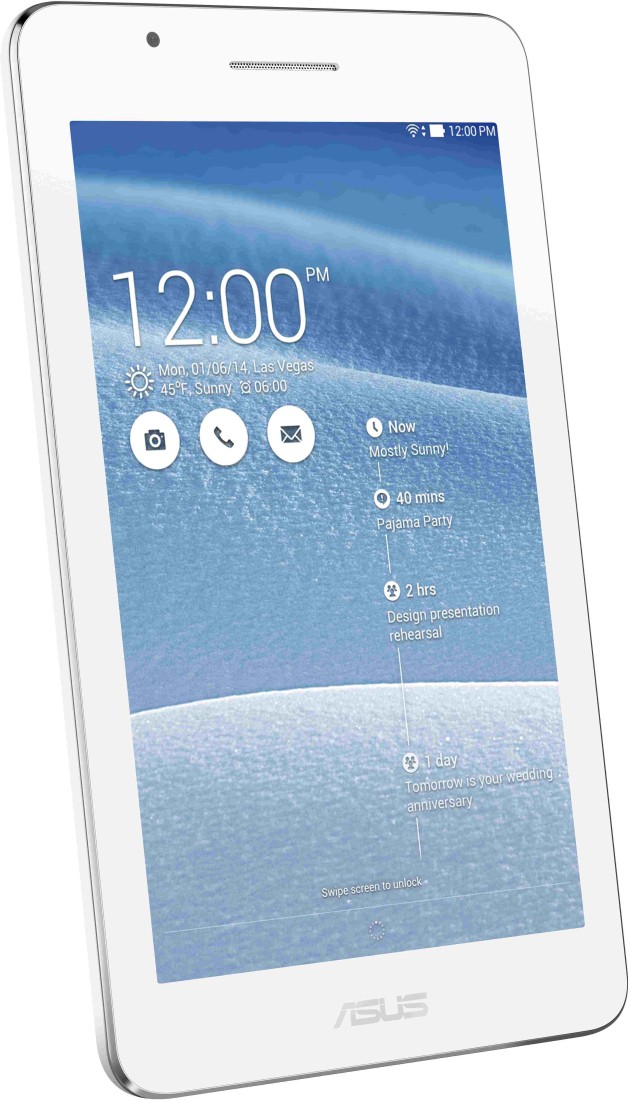 12:00 PM
12:00 PM
Mon, 01/06/14, Las Vegas
45°F, Sunny. 06:00
Now
Mostly Sunny!
40 mins
Pajama Party
2 hrs
Design presentation
rehearsal
1 day
Tomorrow is your wedding
anniversary
Swipe screen to unlock
ASUS